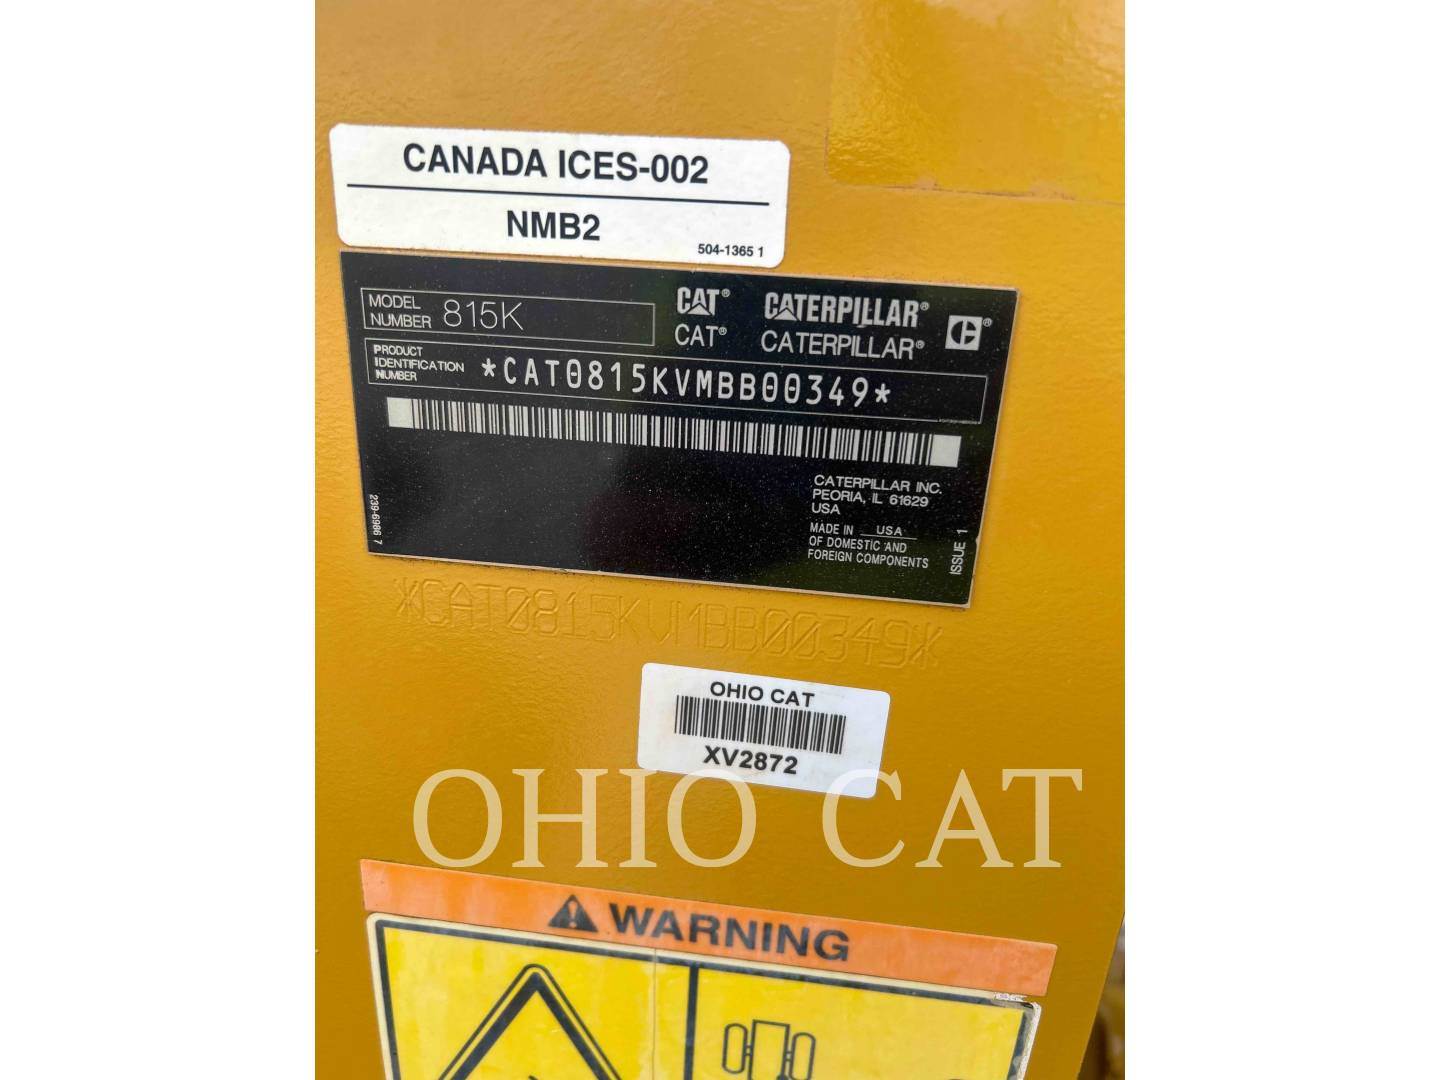 CANADA ICES-002
NMB2
504-1365 1
MODEL NUMBER 815K
CAT® CATERPILLAR®
CAT® CATERPILLAR®
PRODUCT IDENTIFICATION NUMBER *CAT0815KVMBB00349*
CATERPILLAR INC.
PEORIA, IL 61629
USA
MADE IN USA
OF DOMESTIC AND
FOREIGN COMPONENTS
239-6986 7
ISSUE 1
*CAT0815KVMBB00349*
OHIO CAT
XV2872
OHIO CAT
WARNING